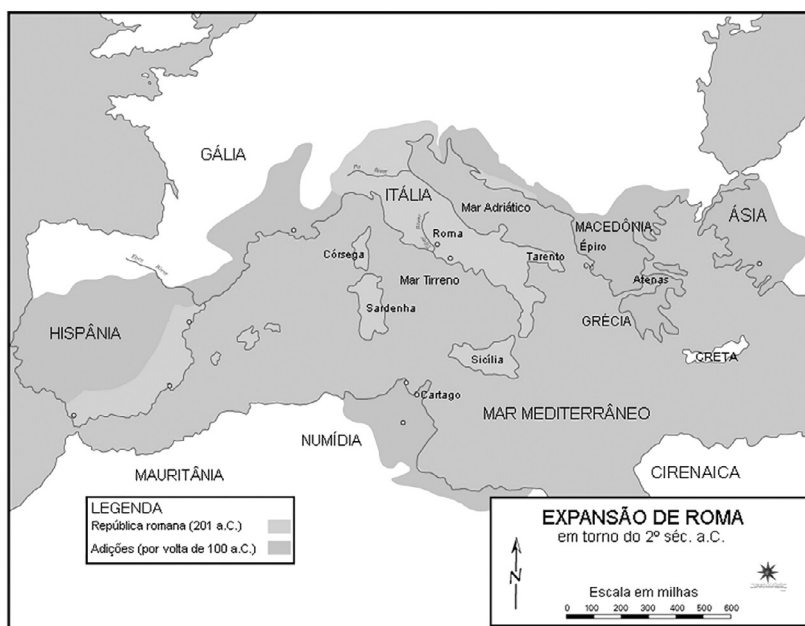 GÁLIA
Po River
ITÁLIA
Mar Adriático
Roma
Córsega
MACEDÔNIA
Épiro
ÁSIA
Tarento
Atenas
Mar Tirreno
Sardenha
GRÉCIA
HISPÂNIA
Sicília
CRETA
Cartago
MAR MEDITERRÂNEO
NUMÍDIA
MAURITÂNIA
CIRENAICA
LEGENDA
República romana (201 a.C.)
Adições (por volta de 100 a.C.)
EXPANSÃO DE ROMA
em torno do 2º séc. a.C.
N
Escala em milhas
0 100 200 300 400 500 600